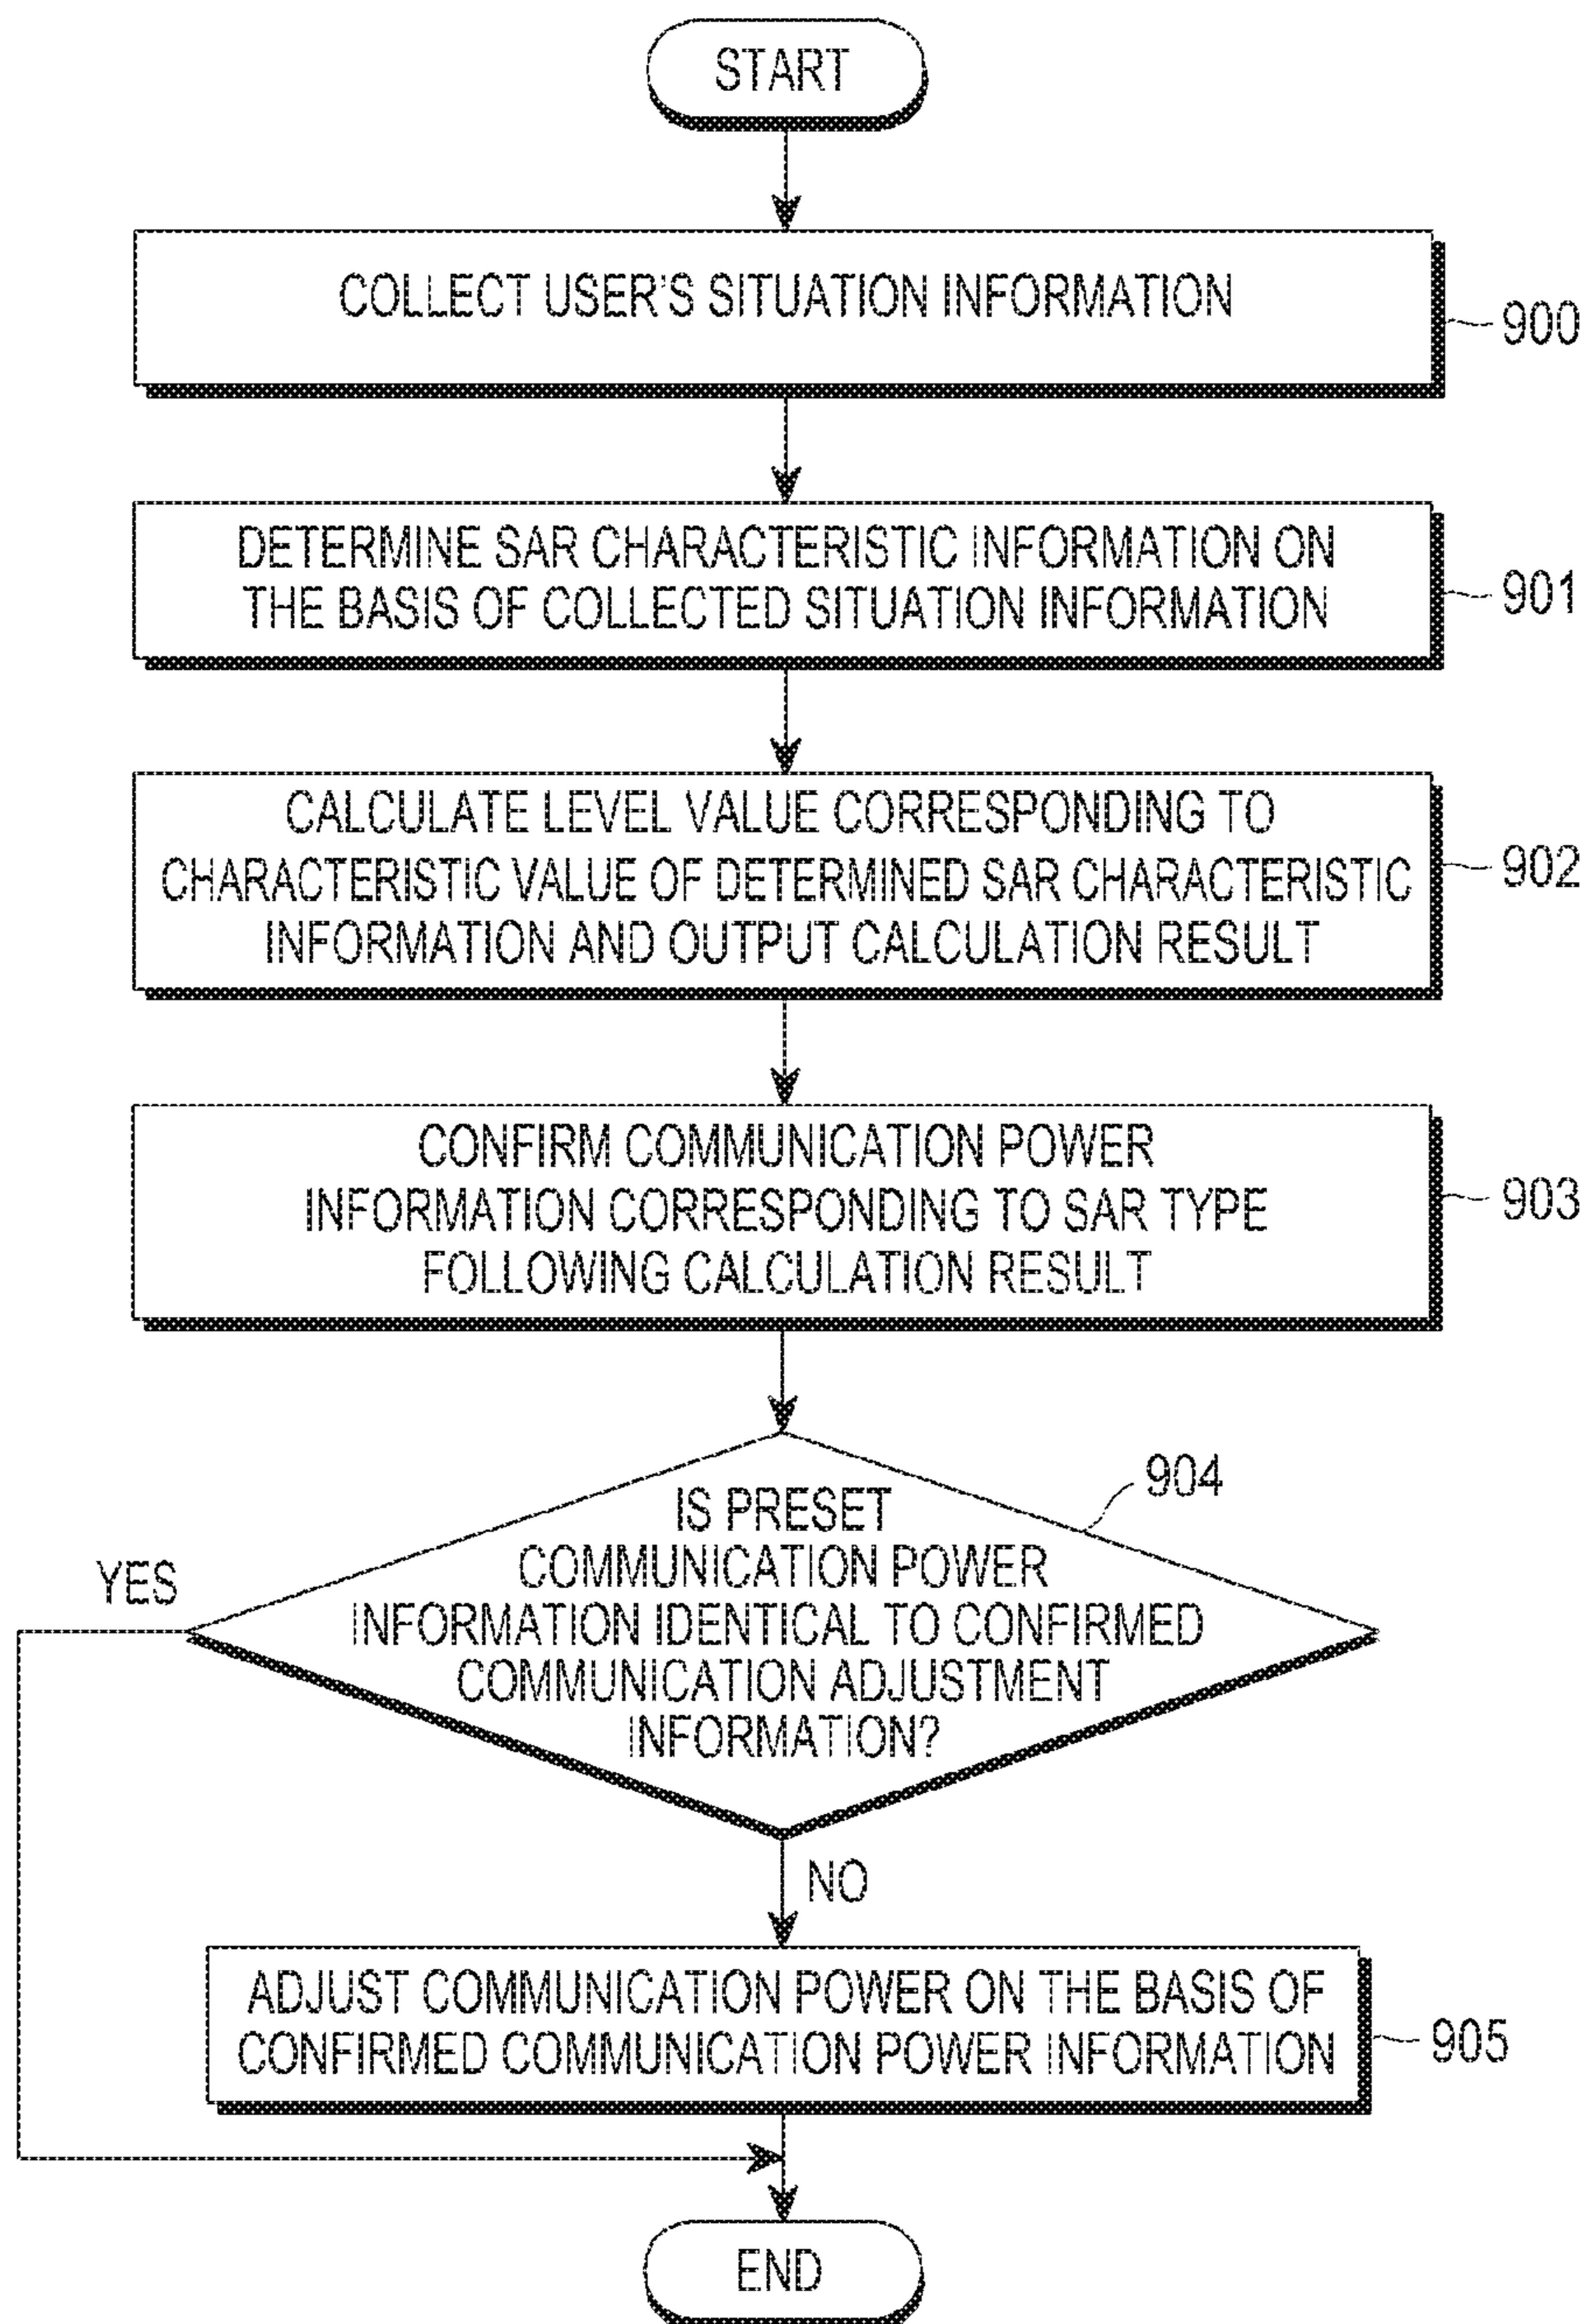 START
COLLECT USER'S SITUATION INFORMATION
900
DETERMINE SAR CHARACTERISTIC INFORMATION ON
THE BASIS OF COLLECTED SITUATION INFORMATION
901
CALCULATE LEVEL VALUE CORRESPONDING TO
CHARACTERISTIC VALUE OF DETERMINED SAR CHARACTERISTIC
INFORMATION AND OUTPUT CALCULATION RESULT
902
CONFIRM COMMUNICATION POWER
INFORMATION CORRESPONDING TO SAR TYPE
FOLLOWING CALCULATION RESULT
903
904
IS PRESET
COMMUNICATION POWER
INFORMATION IDENTICAL TO CONFIRMED
COMMUNICATION ADJUSTMENT
INFORMATION?
YES
NO
ADJUST COMMUNICATION POWER ON THE BASIS OF
CONFIRMED COMMUNICATION POWER INFORMATION
905
END